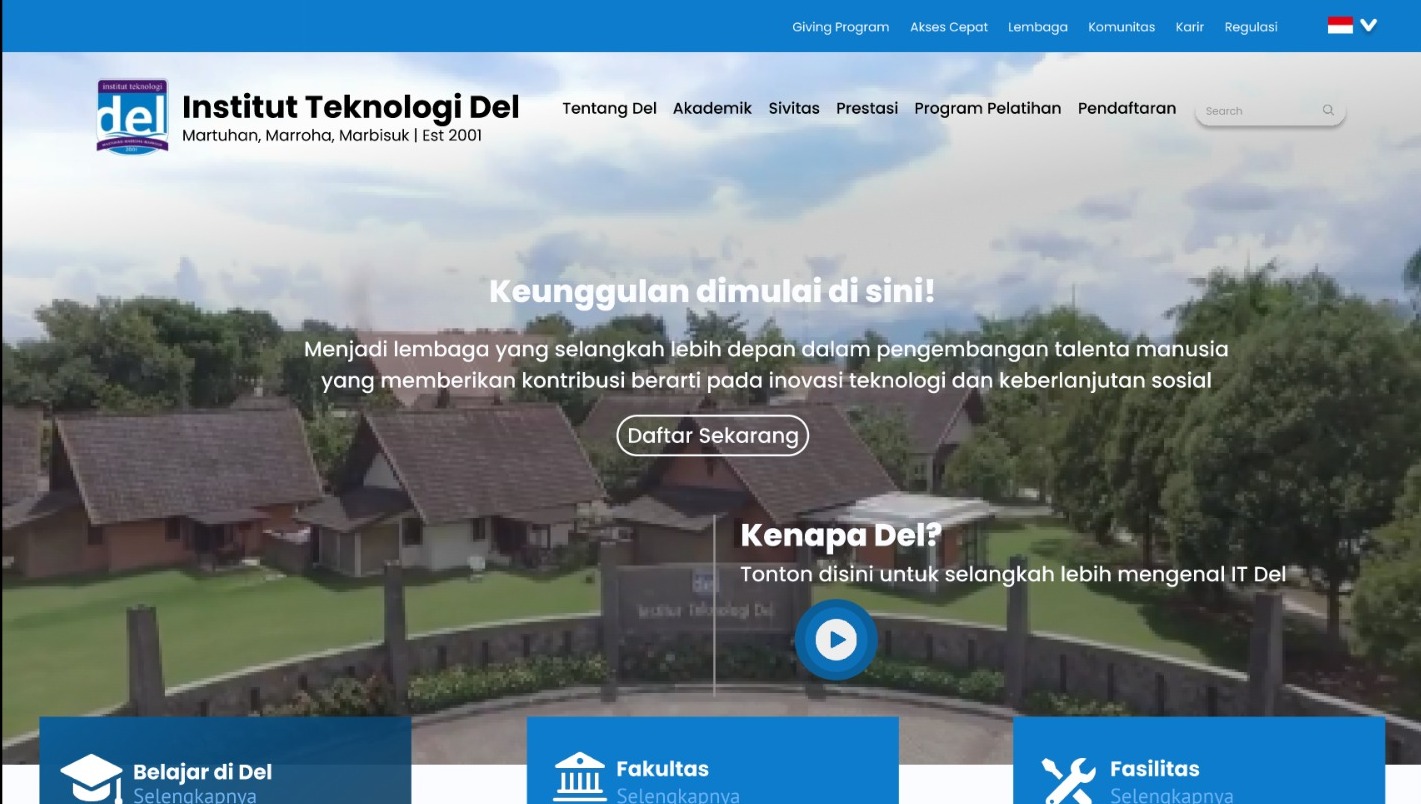 Giving Program Akses Cepat Lembaga Komunitas Karir Regulasi
institut teknologi
del
Institut Teknologi Del
Martuhan, Marroha, Marbisuk | Est 2001
Tentang Del Akademik Sivitas Prestasi Program Pelatihan Pendaftaran
Search
Keunggulan dimulai di sini!
Menjadi lembaga yang selangkah lebih depan dalam pengembangan talenta manusia
yang memberikan kontribusi berarti pada inovasi teknologi dan keberlanjutan sosial
Daftar Sekarang
Kenapa Del?
Tonton disini untuk selangkah lebih mengenal IT Del
del
Institut Teknologi Del
Belajar di Del
Selengkapnya
Fakultas
Selengkapnya
Fasilitas
Selengkapnya